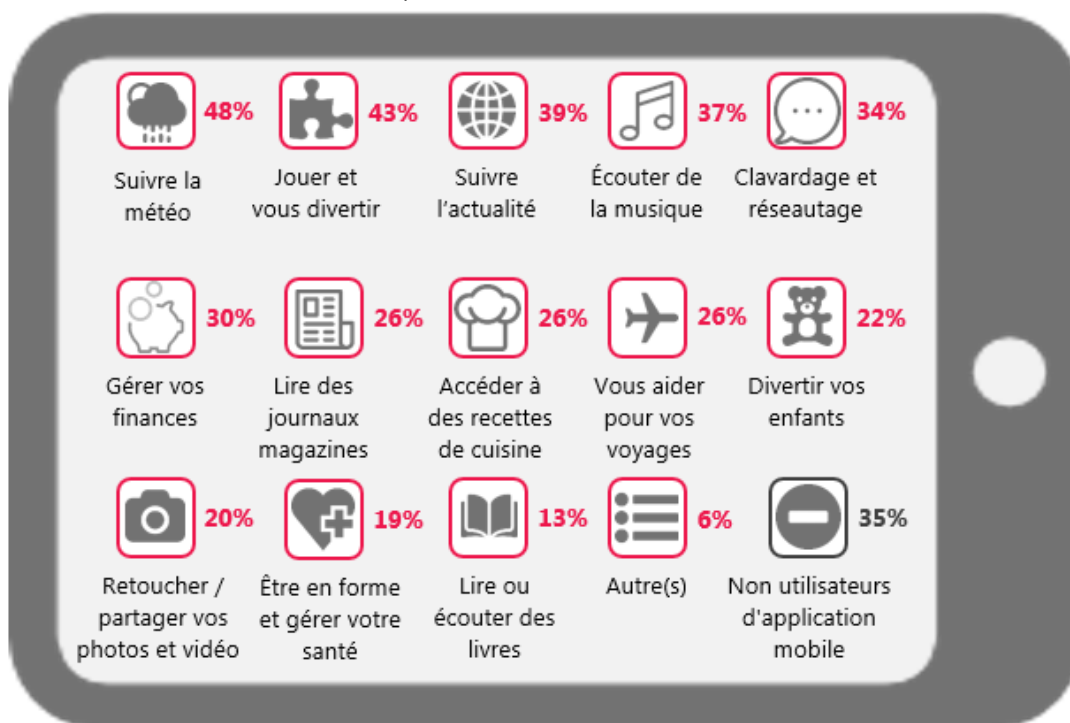 48%
43%
39%
37%
34%
Suivre la
météo
Jouer et
vous divertir
Suivre
l'actualité
Écouter de
la musique
Clavardage et
réseautage
30%
26%
26%
26%
22%
Gérer vos
finances
Lire des
journaux
magazines
Accéder à
des recettes
de cuisine
Vous aider
pour vos
voyages
Divertir vos
enfants
20%
19%
13%
6%
35%
Retoucher /
partager vos
photos et vidéo
Être en forme
et gérer votre
santé
Lire ou
écouter des
livres
Autre(s)
Non utilisateurs
d'application
mobile